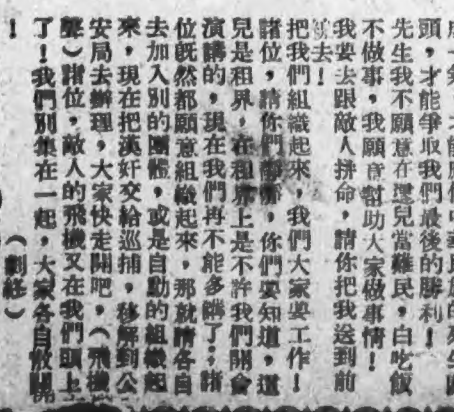 頭，才能爭取我們最後的勝利！
先生我不願意在這兒當難民，白吃飯
不做事，我願意幫助大家做事情！
我要去跟敵人拼命，請你把我送到前
去！
把我們組織起來，我們大家要工作！
諸位，請你們靜，你們要知道，這
兒是租界，在租界上是不許我們開會
演講的，現在我們再不能多講了，諸
位旣然都願意組織起來，那就請各自
去加入別的團體，或是自動的組織起
來，現在把漢奸交給巡捕，移解到公
安局去辦理，大家快走開吧，（飛機
聲）諸位，敵人的飛機又在我們頭上
了！我們別集在一起，大家各自散開
！
（劇終）